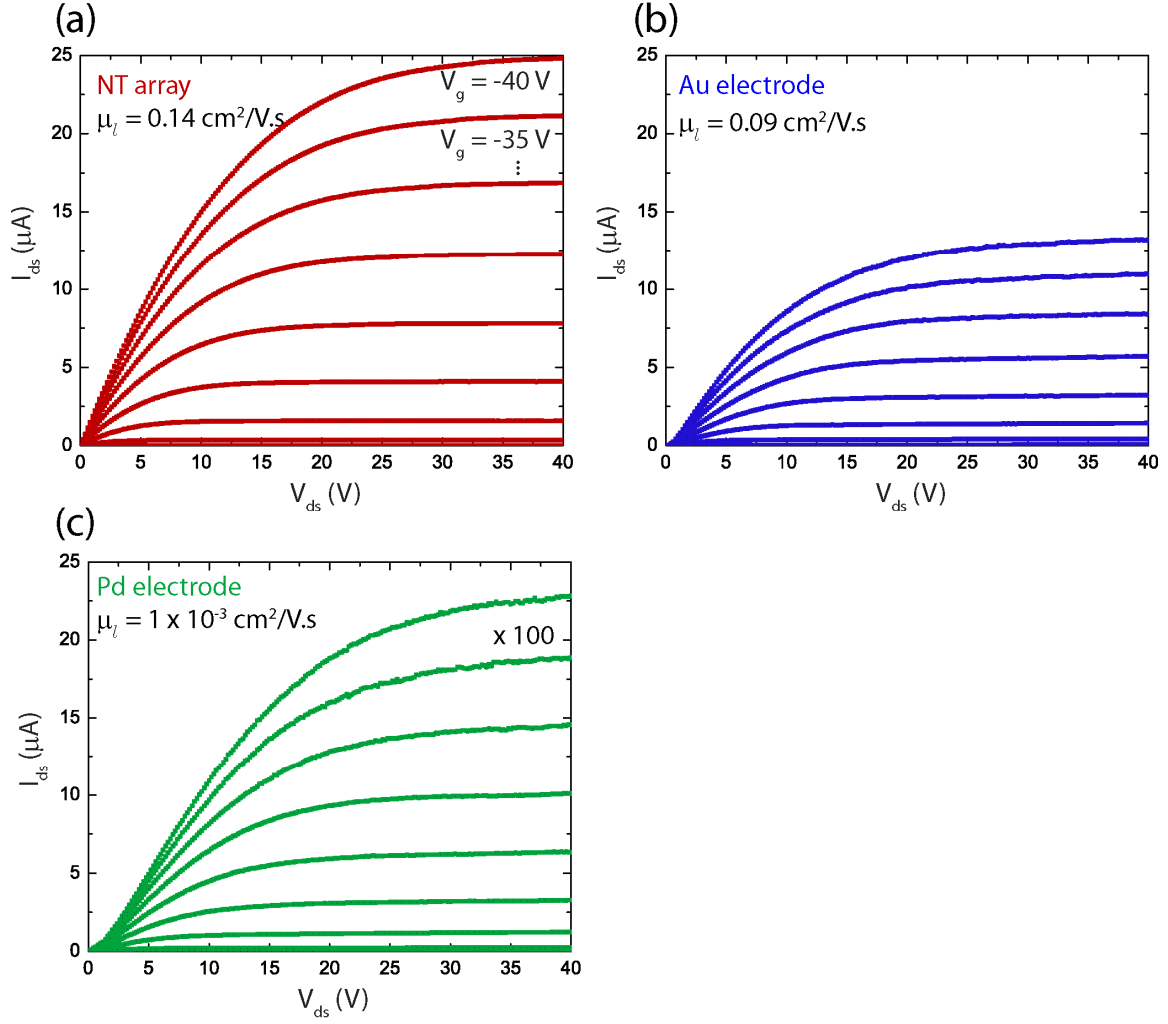 (a)
25
20
15
10
5
0
I_ds (μA)
NT array
μ_l = 0.14 cm²/V.s
V_g = -40 V
V_g = -35 V
⋮
0 5 10 15 20 25 30 35 40
V_ds (V)
(b)
25
20
15
10
5
0
I_ds (μA)
Au electrode
μ_l = 0.09 cm²/V.s
0 5 10 15 20 25 30 35 40
V_ds (V)
(c)
25
20
15
10
5
0
I_ds (μA)
Pd electrode
μ_l = 1 x 10⁻³ cm²/V.s
x 100
0 5 10 15 20 25 30 35 40
V_ds (V)